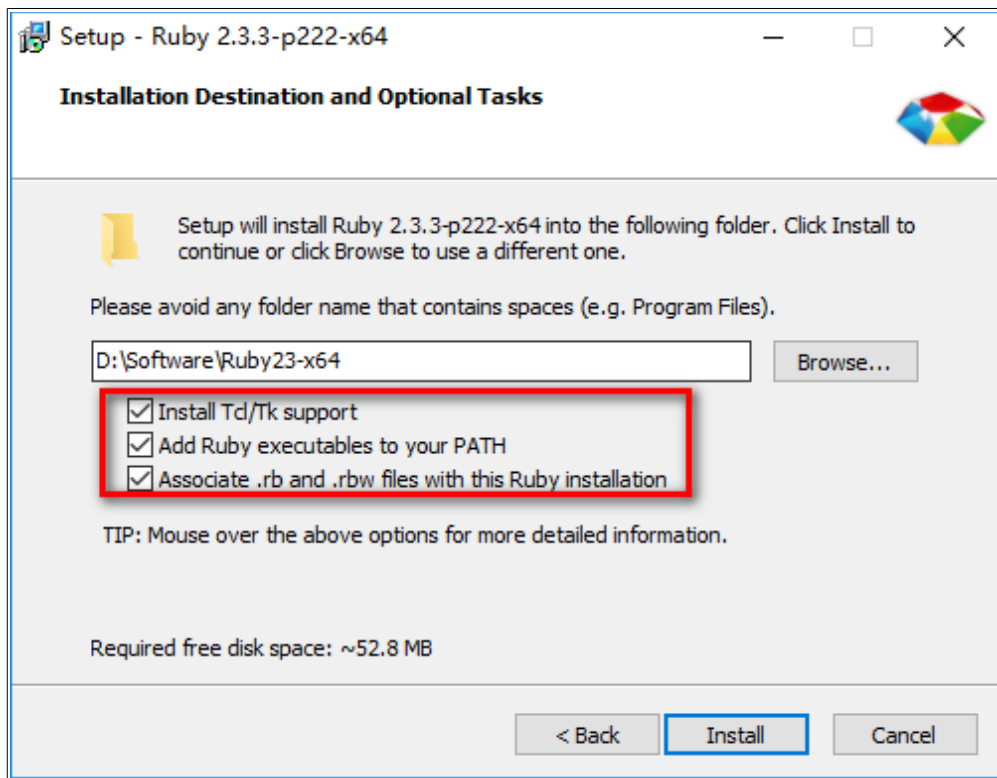 Setup - Ruby 2.3.3-p222-x64
Installation Destination and Optional Tasks
Setup will install Ruby 2.3.3-p222-x64 into the following folder. Click Install to
continue or click Browse to use a different one.
Please avoid any folder name that contains spaces (e.g. Program Files).
D:\Software\Ruby23-x64
Browse...
Install Tcl/Tk support
Add Ruby executables to your PATH
Associate .rb and .rbw files with this Ruby installation
TIP: Mouse over the above options for more detailed information.
Required free disk space: ~52.8 MB
< Back
Install
Cancel